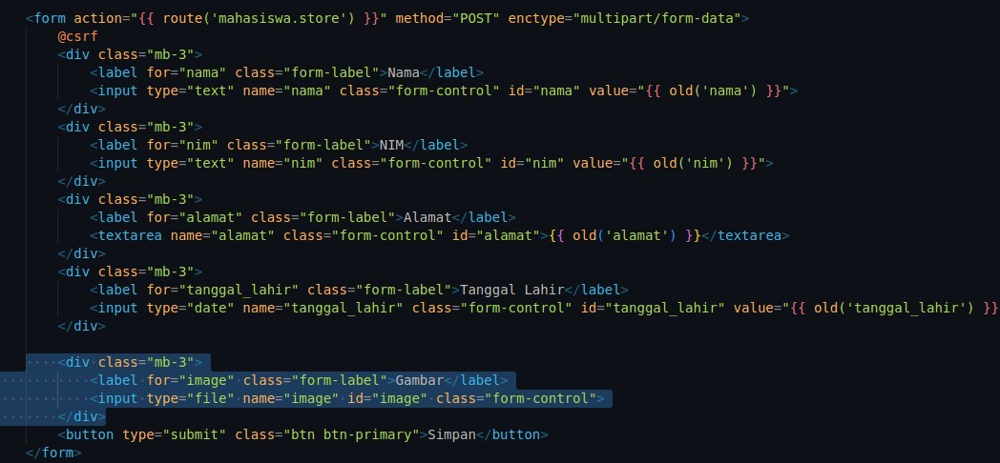 <form action="{{ route('mahasiswa.store') }}" method="POST" enctype="multipart/form-data">
@csrf
<div class="mb-3">
<label for="nama" class="form-label">Nama</label>
<input type="text" name="nama" class="form-control" id="nama" value="{{ old('nama') }}">
</div>
<div class="mb-3">
<label for="nim" class="form-label">NIM</label>
<input type="text" name="nim" class="form-control" id="nim" value="{{ old('nim') }}">
</div>
<div class="mb-3">
<label for="alamat" class="form-label">Alamat</label>
<textarea name="alamat" class="form-control" id="alamat">{{ old('alamat') }}</textarea>
</div>
<div class="mb-3">
<label for="tanggal_lahir" class="form-label">Tanggal Lahir</label>
<input type="date" name="tanggal_lahir" class="form-control" id="tanggal_lahir" value="{{ old('tanggal_lahir') }}
</div>
<div class="mb-3">
<label for="image" class="form-label">Gambar</label>
<input type="file" name="image" id="image" class="form-control">
</div>
<button type="submit" class="btn btn-primary">Simpan</button>
</form>